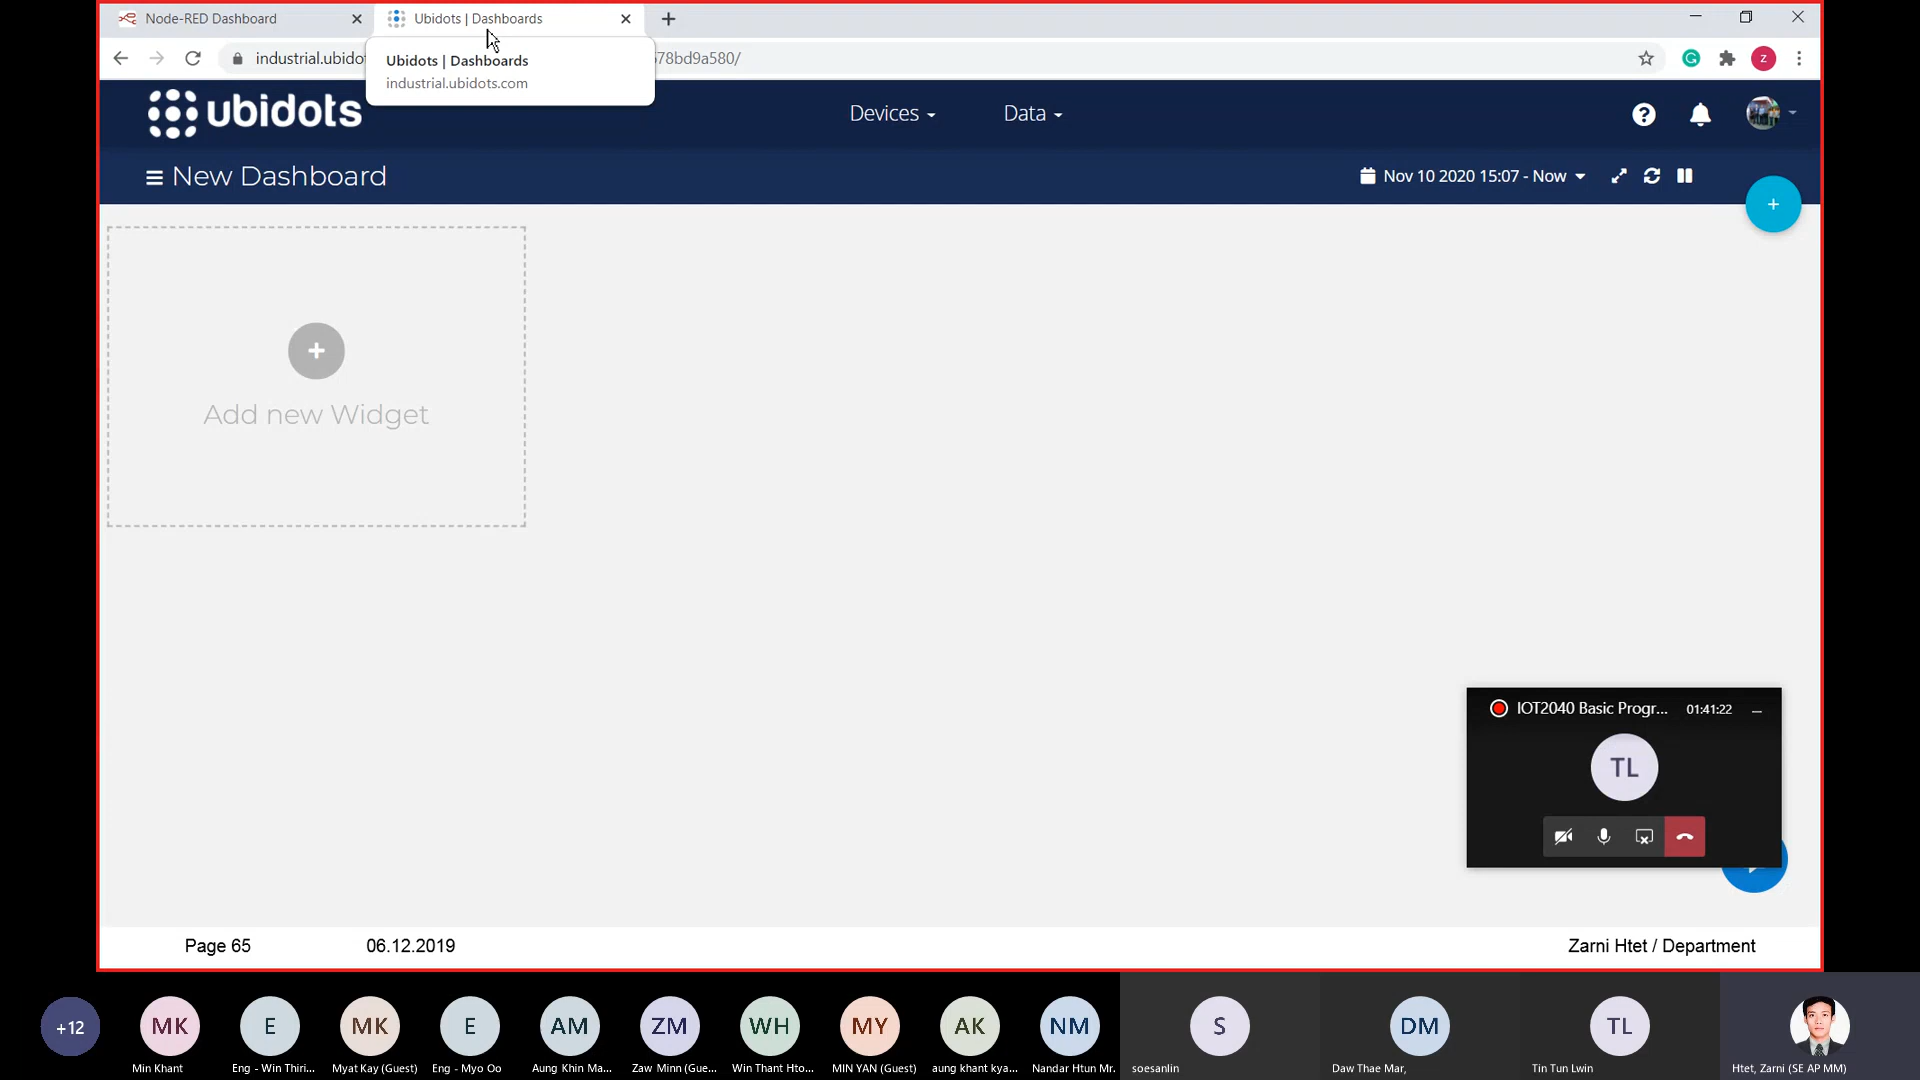 Node-RED Dashboard
Ubidots | Dashboards
industrial.ubidot
578bd9a580/
Z
Ubidots | Dashboards
industrial.ubidots.com
ubidots
Devices
Data
New Dashboard
Nov 10 2020 15:07 - Now
Add new Widget
IOT2040 Basic Progr...
01:41:22
TL
Page 65
06.12.2019
Zarni Htet / Department
+12
MK
E
MK
E
AM
ZM
WH
MY
AK
NM
S
DM
TL
Min Khant
Eng - Win Thiri...
Myat Kay (Guest)
Eng - Myo Oo
Aung Khin Ma...
Zaw Minn (Gue...
Win Thant Hto...
MIN YAN (Guest)
aung khant kya...
Nandar Htun Mr.
soesanlin
Daw Thae Mar,
Tin Tun Lwin
Htet, Zarni (SE AP MM)